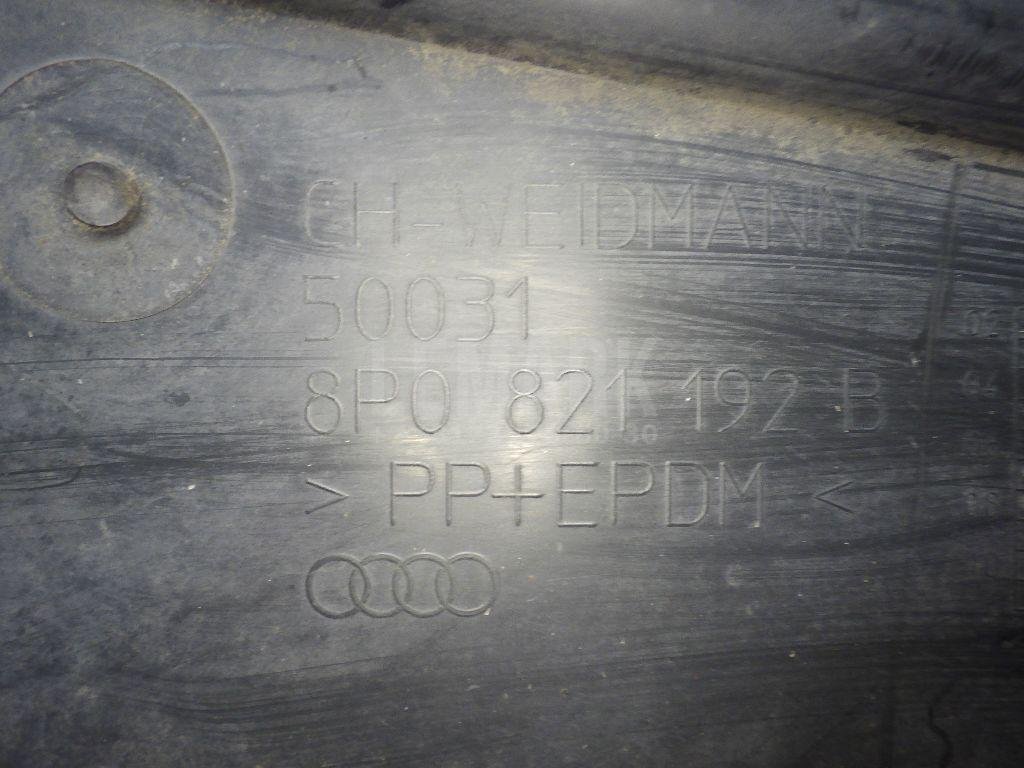 CH-WEIDMANN
50031
8P0 821 192 B
> PP+EPDM <